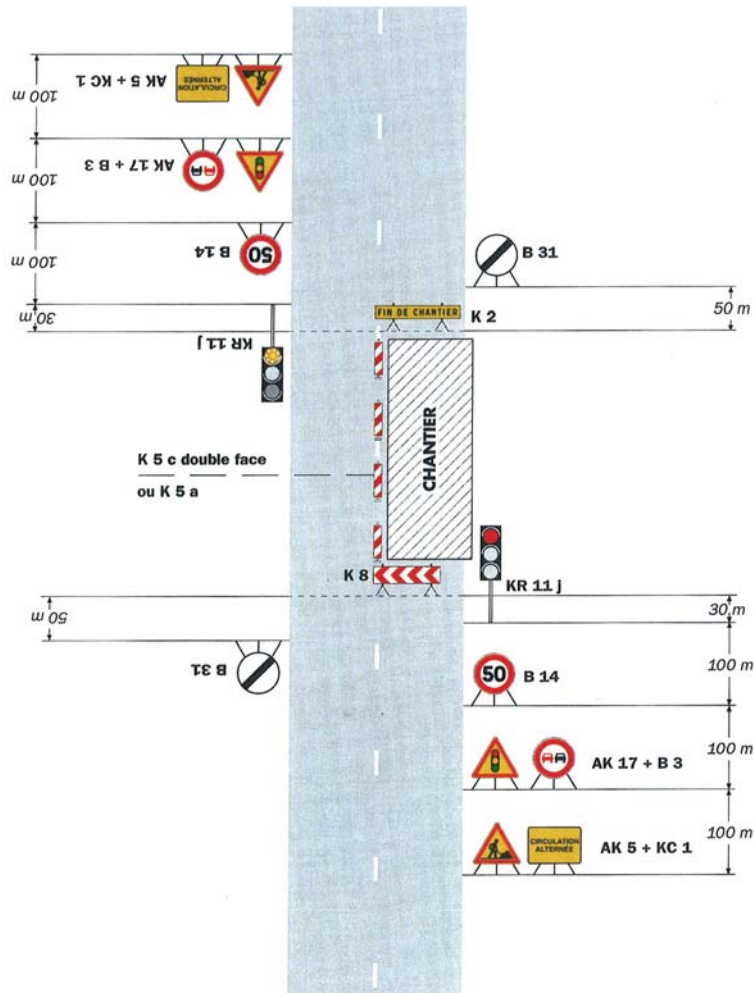 100 m
AK 5 + KC 1
CIRCULATION
ALTERNÉE
100 m
AK 17 + B 3
100 m
B 14
50
B 31
30 m
FIN DE CHANTIER
K 2
50 m
KR 11 j
CHANTIER
K 5 c double face
ou K 5 a
K 8
KR 11 j
50 m
30 m
B 31
50
B 14
100 m
AK 17 + B 3
100 m
CIRCULATION
ALTERNÉE
AK 5 + KC 1
100 m